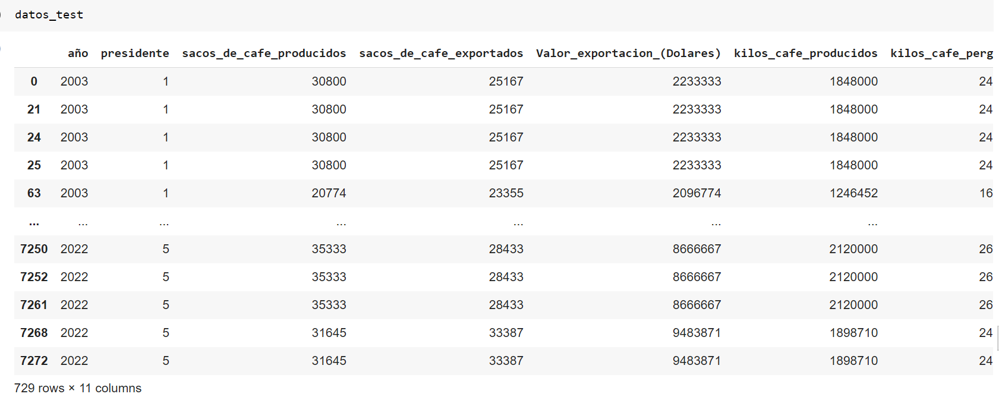 datos_test
año presidente sacos_de_cafe_producidos sacos_de_cafe_exportados Valor_exportacion_(Dolares) kilos_cafe_producidos kilos_cafe_perg
0 2003 1 30800 25167 2233333 1848000 24
21 2003 1 30800 25167 2233333 1848000 24
24 2003 1 30800 25167 2233333 1848000 24
25 2003 1 30800 25167 2233333 1848000 24
63 2003 1 20774 23355 2096774 1246452 16
... ... ... ... ... ... ...
7250 2022 5 35333 28433 8666667 2120000 26
7252 2022 5 35333 28433 8666667 2120000 26
7261 2022 5 35333 28433 8666667 2120000 26
7268 2022 5 31645 33387 9483871 1898710 24
7272 2022 5 31645 33387 9483871 1898710 24
729 rows × 11 columns